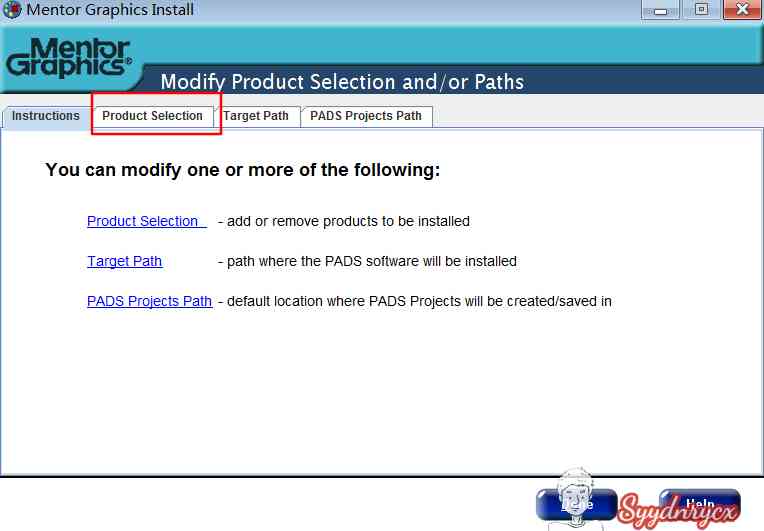 Mentor Graphics Install
Mentor
Graphics®
Modify Product Selection and/or Paths
Instructions Product Selection Target Path PADS Projects Path
You can modify one or more of the following:
Product Selection - add or remove products to be installed
Target Path - path where the PADS software will be installed
PADS Projects Path - default location where PADS Projects will be created/saved in
Done Help
Syydnrycx